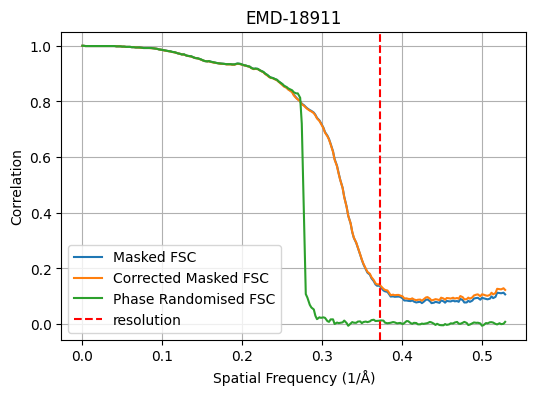 EMD-18911
1.0
0.8
0.6
0.4
0.2
0.0
Correlation
Masked FSC
Corrected Masked FSC
Phase Randomised FSC
resolution
0.0 0.1 0.2 0.3 0.4 0.5
Spatial Frequency (1/Å)